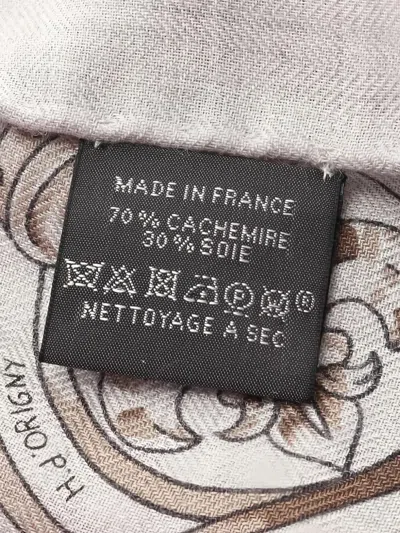 MADE IN FRANCE
70% CACHEMIRE
30% SOIE
P W ®
NETTOYAGE A SEC
H.d'ORIGNY